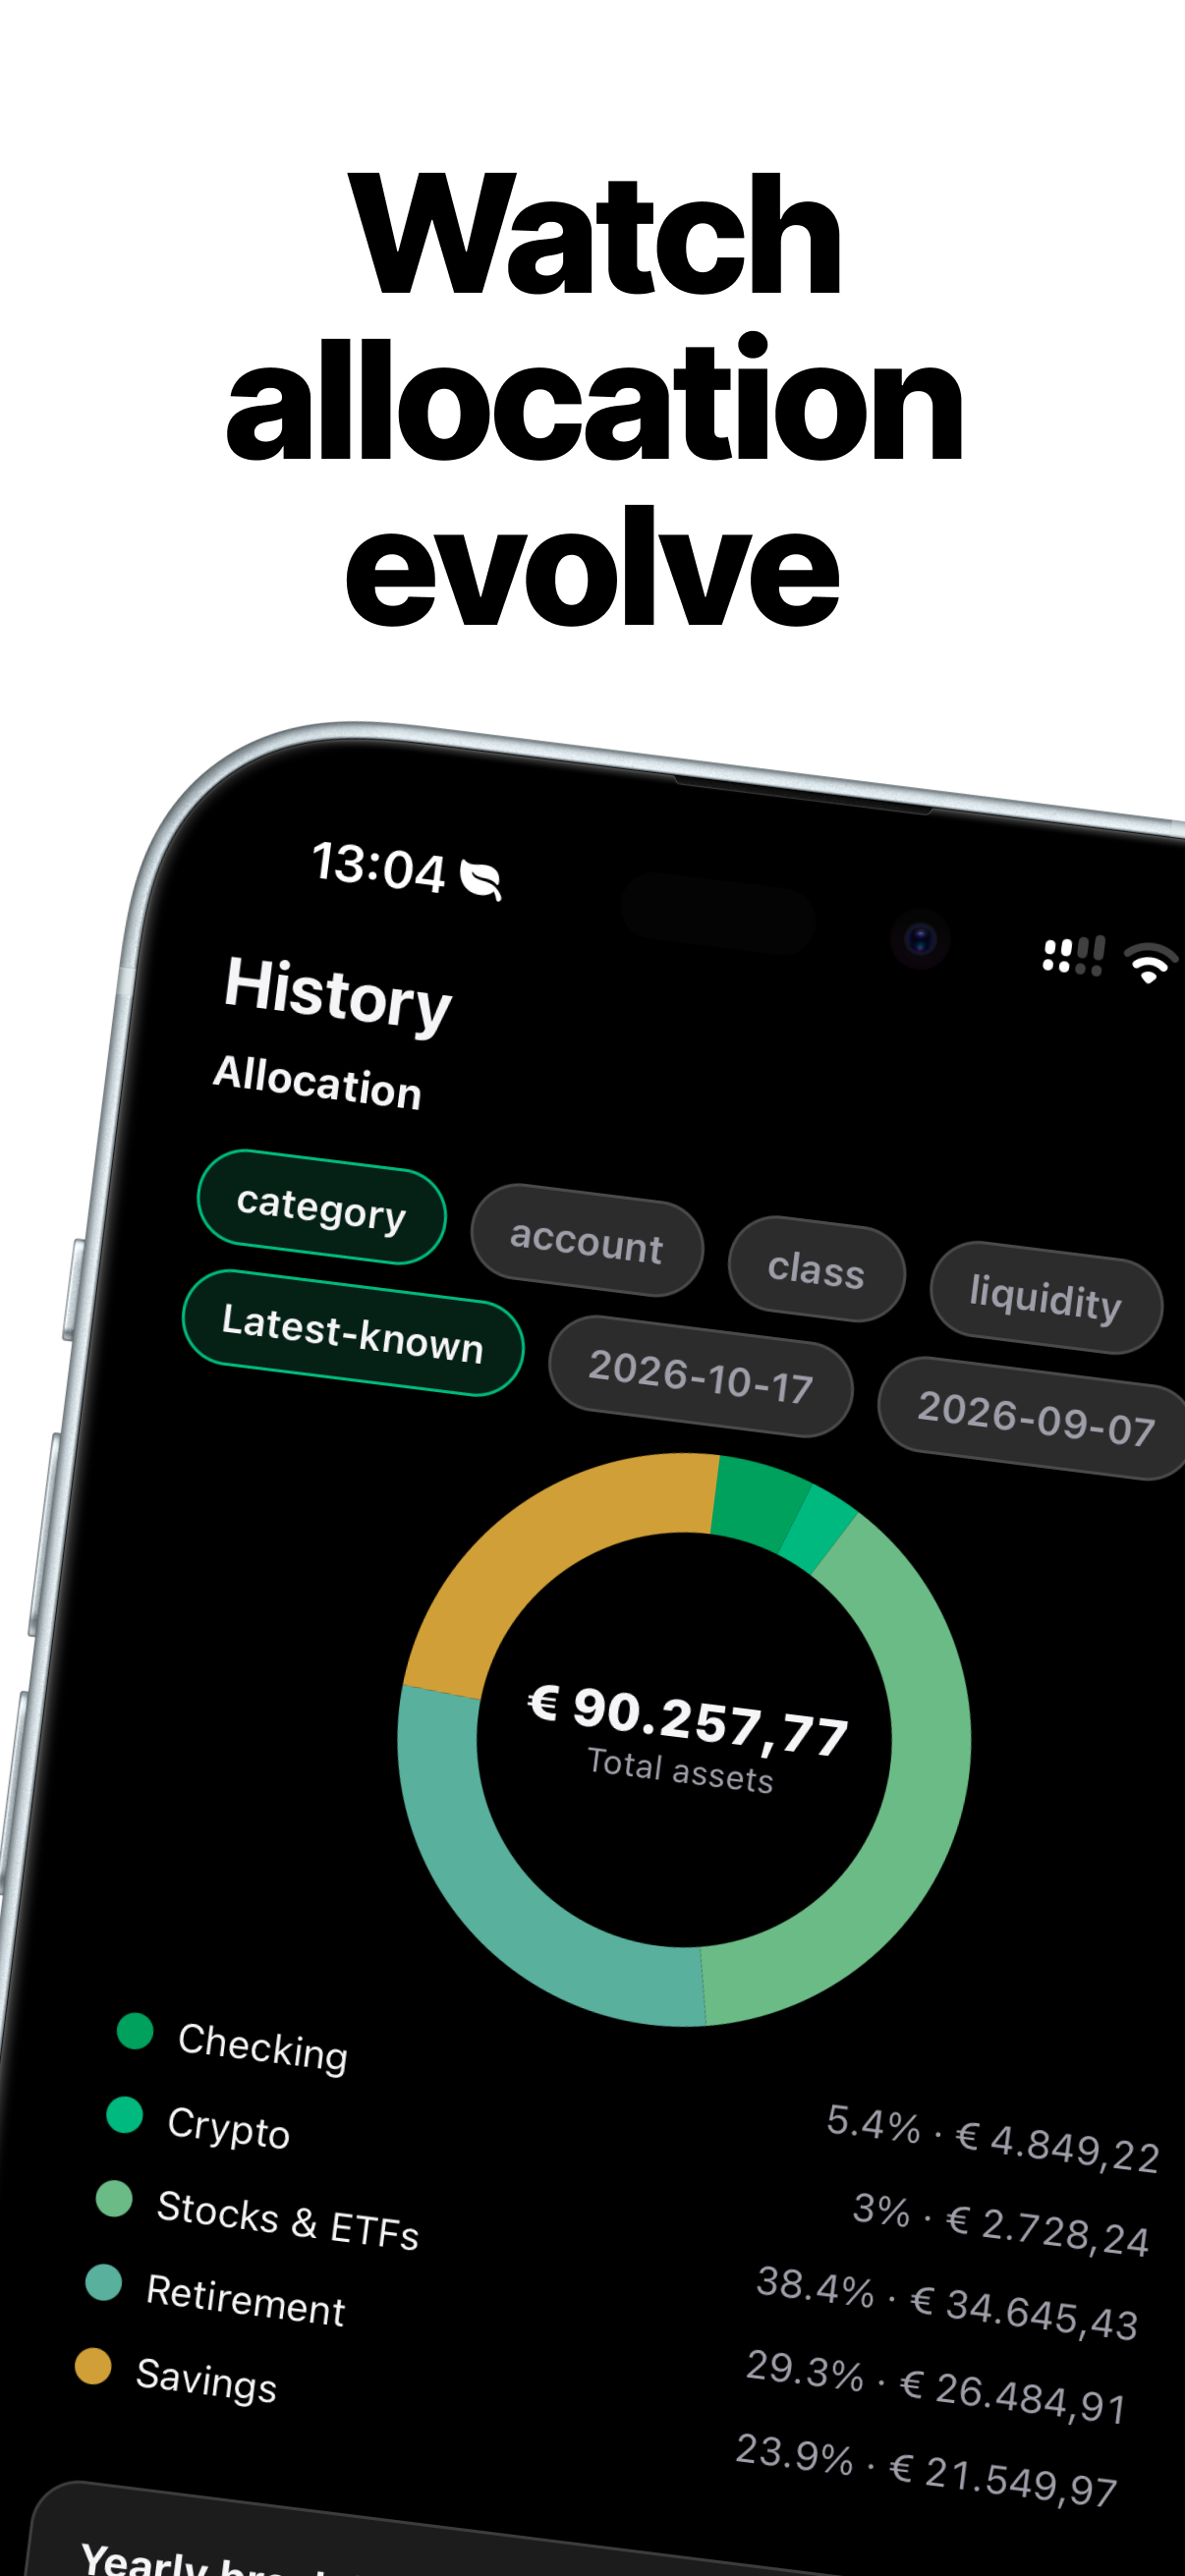 Watch
allocation
evolve
13:04
History
Allocation
category account class liquidity
Latest-known 2026-10-17 2026-09-07
€ 90.257,77
Total assets
Checking 5.4% · € 4.849,22
Crypto 3% · € 2.728,24
Stocks & ETFs 38.4% · € 34.645,43
Retirement 29.3% · € 26.484,91
Savings 23.9% · € 21.549,97
Yearly